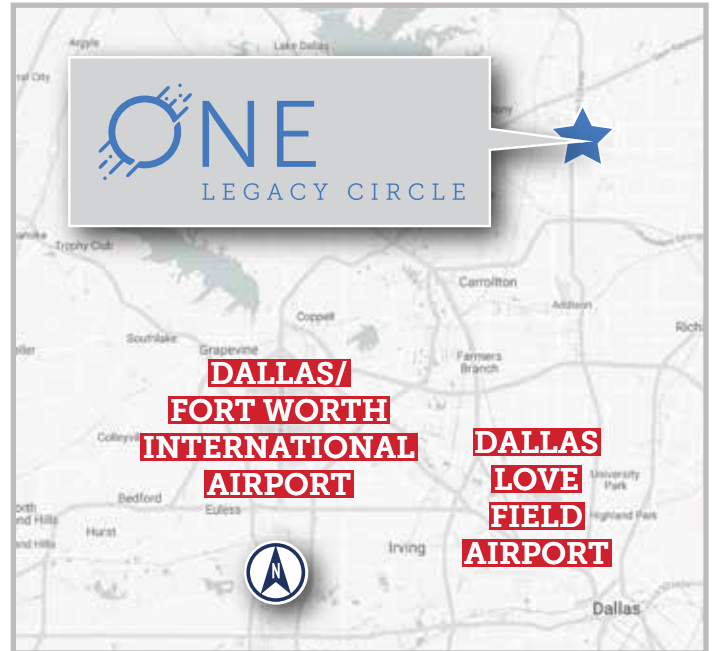 Argyle
Lake Dallas
ONE
LEGACY CIRCLE
Trophy Club
Carrollton
Addison
Coppell
Southlake
Grapevine
Farmers
Branch
DALLAS/
FORT WORTH
INTERNATIONAL
AIRPORT
DALLAS
LOVE
FIELD
AIRPORT
University
Park
Highland Park
Bedford
Euless
Hurst
Irving
N
Dallas